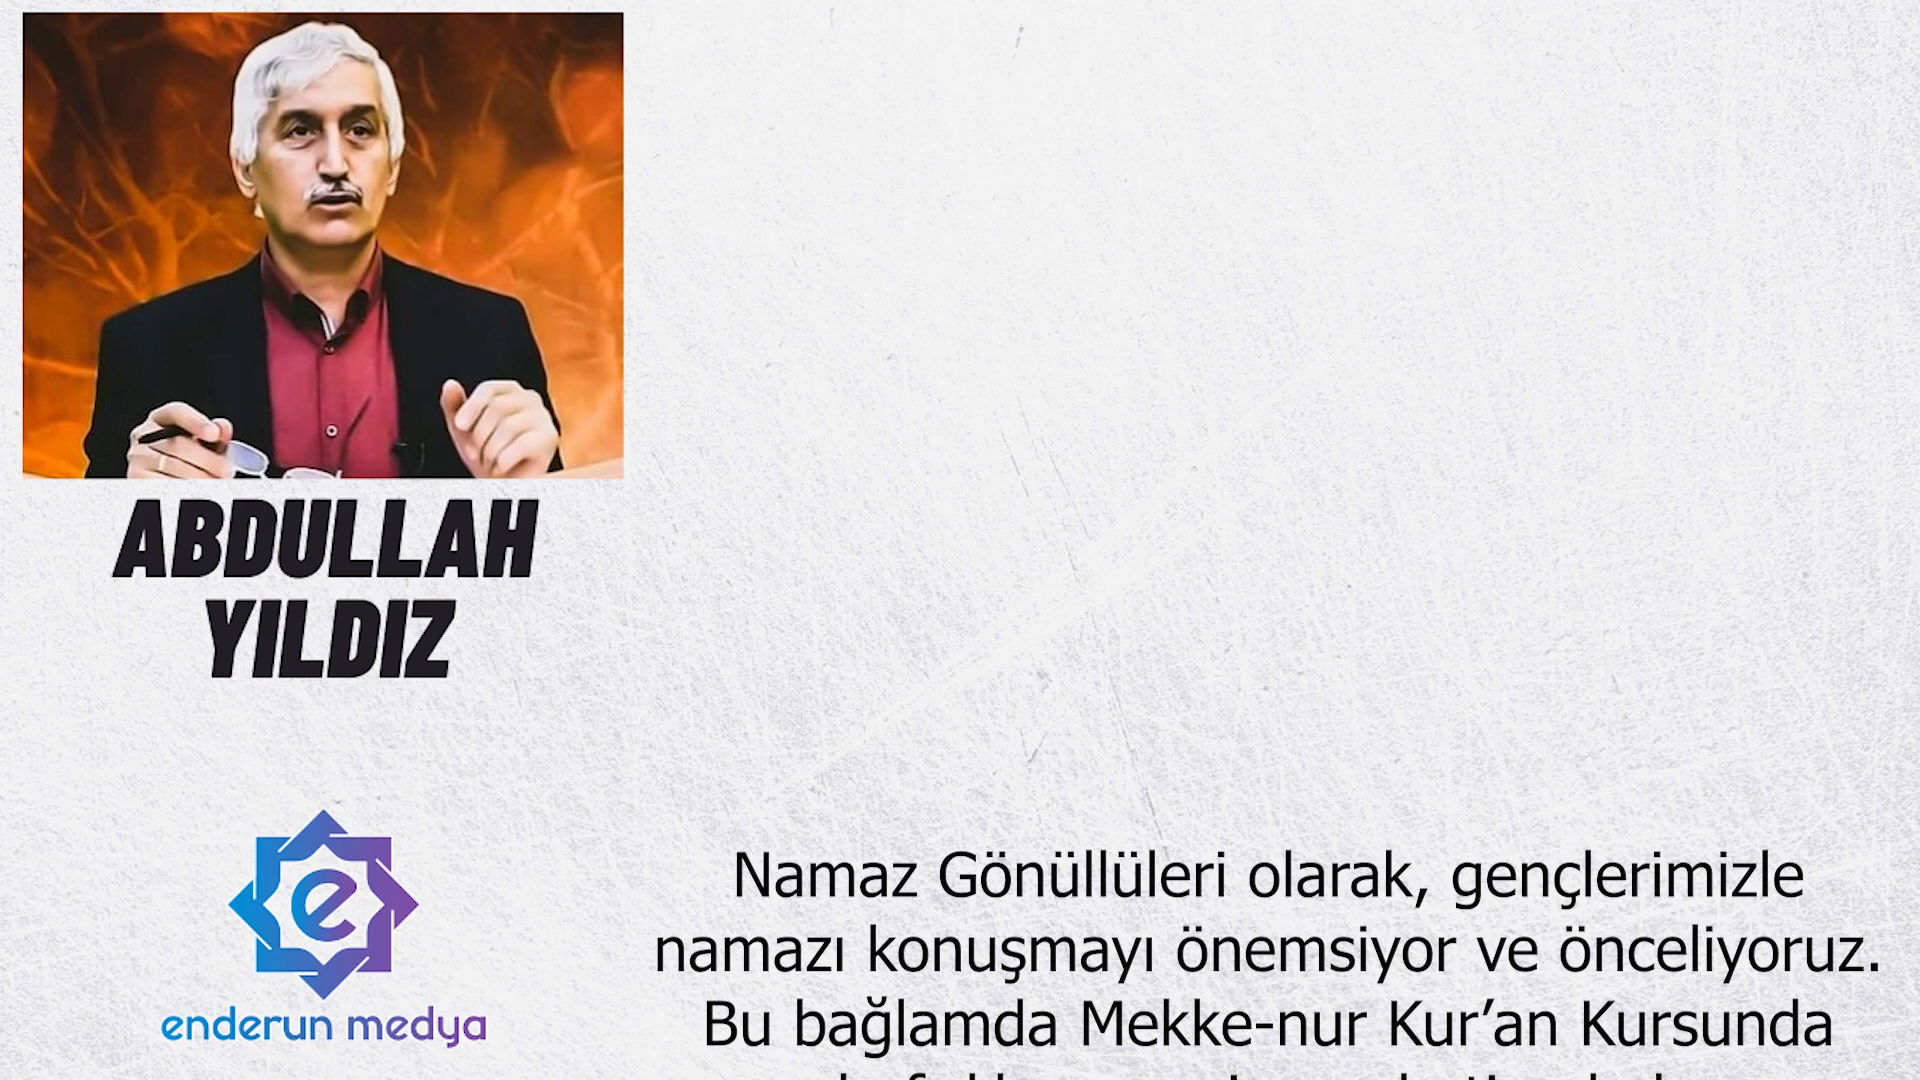 ABDULLAH
YILDIZ
enderun medya
Namaz Gönüllüleri olarak, gençlerimizle
namazı konuşmayı önemsiyor ve önceliyoruz.
Bu bağlamda Mekke-nur Kur’an Kursunda